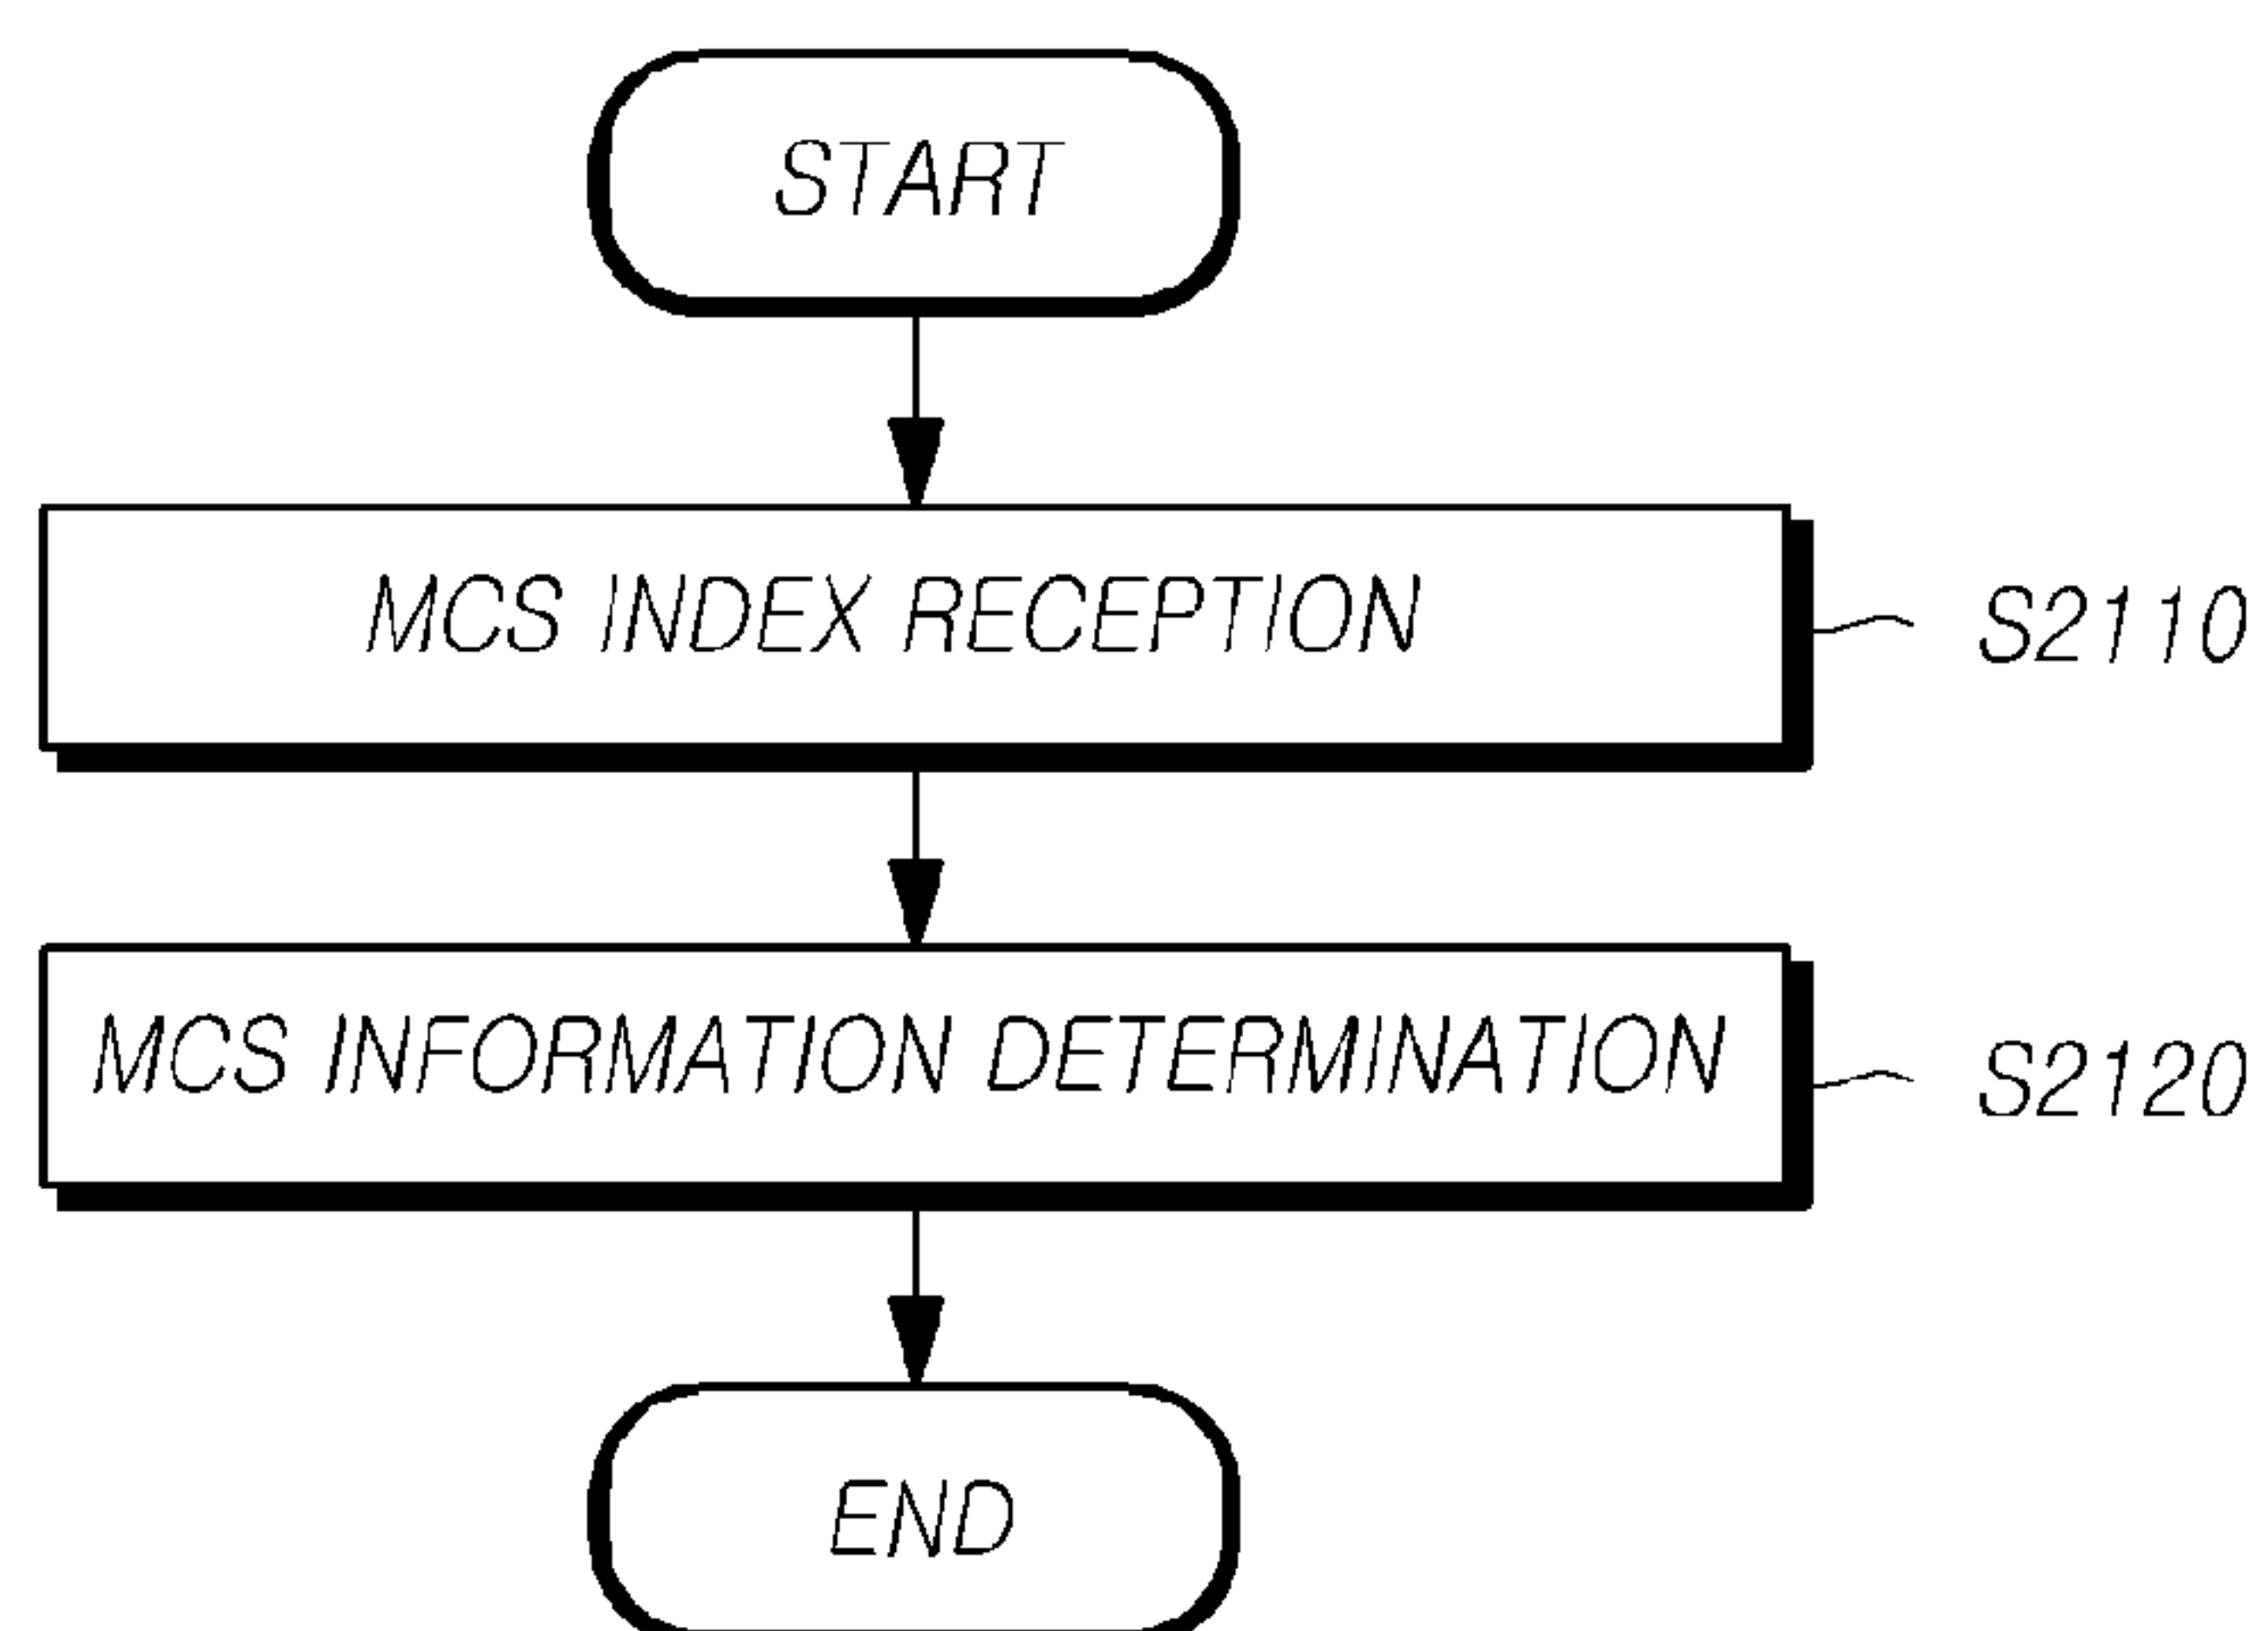 START
MCS INDEX RECEPTION
S2110
MCS INFORMATION DETERMINATION
S2120
END